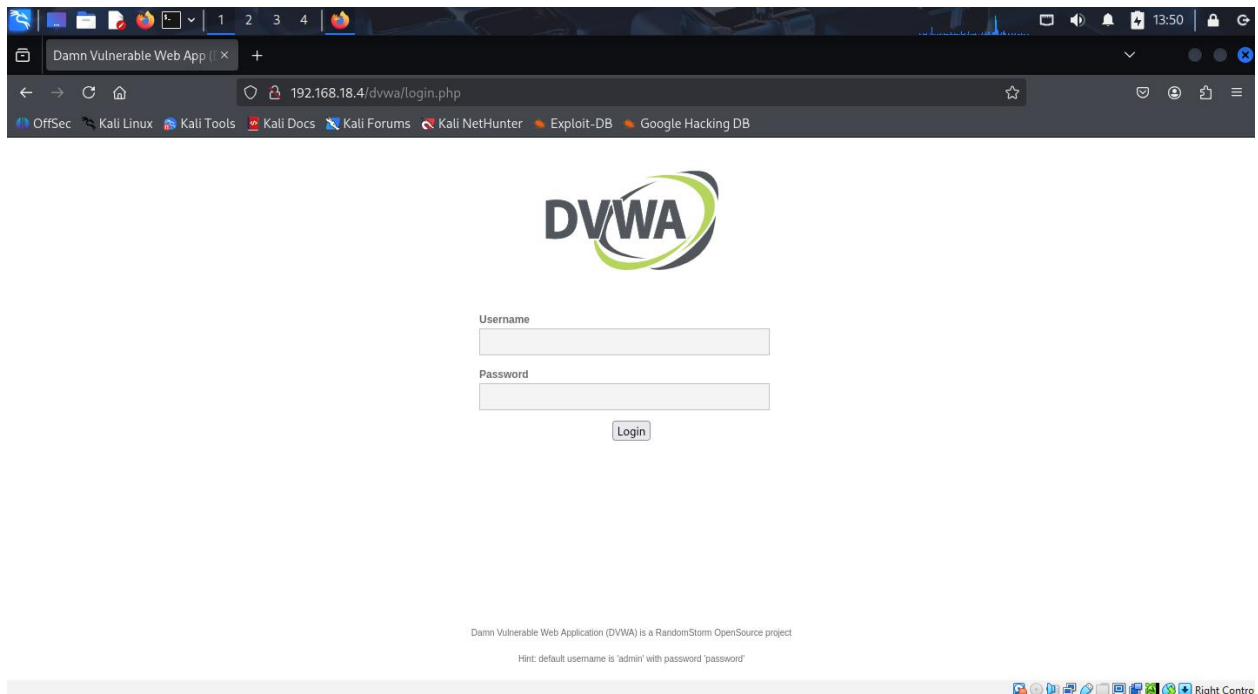 1 2 3 4
13:50
Damn Vulnerable Web App (D
192.168.18.4/dvwa/login.php
OffSec Kali Linux Kali Tools Kali Docs Kali Forums Kali NetHunter Exploit-DB Google Hacking DB
DVWA
Username
Password
Login
Damn Vulnerable Web Application (DVWA) is a RandomStorm OpenSource project
Hint: default username is 'admin' with password 'password'
Right Contro